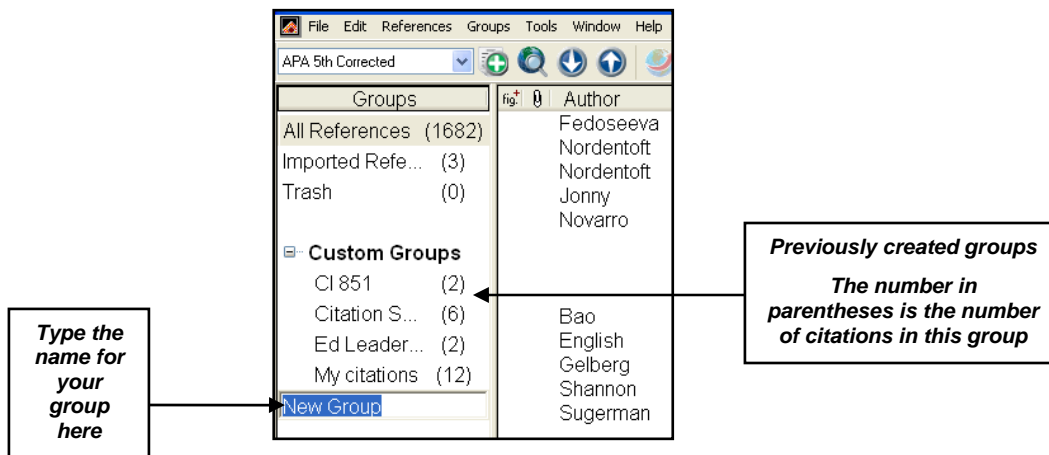 File Edit References Groups Tools Window Help
APA 5th Corrected
Groups
fig. Author
All References (1682)
Imported Refe... (3)
Trash (0)
Custom Groups
CI 851 (2)
Citation S... (6)
Ed Leader... (2)
My citations (12)
New Group
Fedoseeva
Nordentoft
Nordentoft
Jonny
Novarro
Bao
English
Gelberg
Shannon
Sugerman
Type the
name for
your
group
here
Previously created groups
The number in
parentheses is the number
of citations in this group